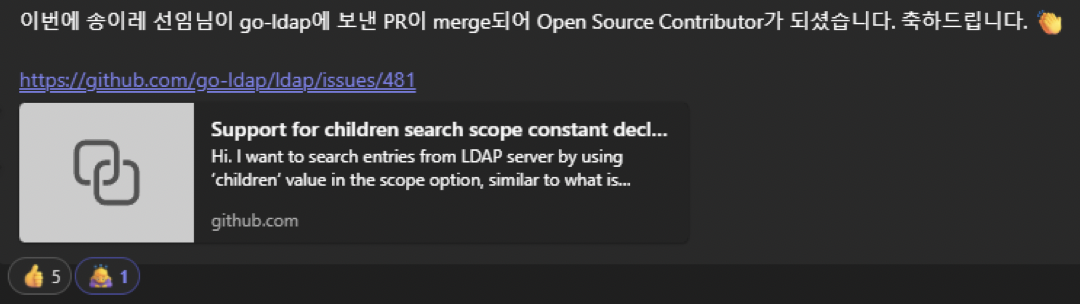 이번에 송이레 선임님이 go-ldap에 보낸 PR이 merge되어 Open Source Contributor가 되셨습니다. 축하드립니다. 👏
https://github.com/go-ldap/ldap/issues/481
Support for children search scope constant decl...
Hi. I want to search entries from LDAP server by using
‘children’ value in the scope option, similar to what is...
github.com
👍 5 🙇‍♀️ 1